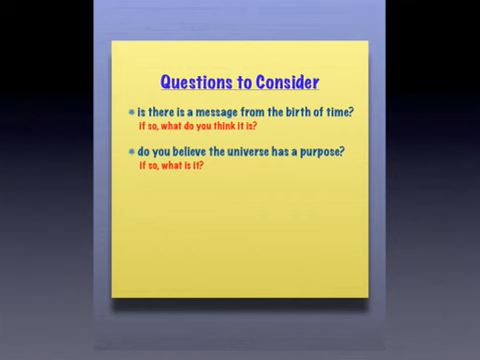 Questions to Consider
* is there is a message from the birth of time?
if so, what do you think it is?
* do you believe the universe has a purpose?
if so, what is it?